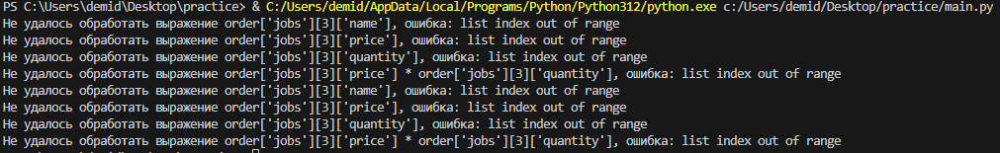 PS C:\Users\demid\Desktop\practice> & C:/Users/demid/AppData/Local/Programs/Python/Python312/python.exe c:/Users/demid/Desktop/practice/main.py
Не удалось обработать выражение order['jobs'][3]['name'], ошибка: list index out of range
Не удалось обработать выражение order['jobs'][3]['price'], ошибка: list index out of range
Не удалось обработать выражение order['jobs'][3]['quantity'], ошибка: list index out of range
Не удалось обработать выражение order['jobs'][3]['price'] * order['jobs'][3]['quantity'], ошибка: list index out of range
Не удалось обработать выражение order['jobs'][3]['name'], ошибка: list index out of range
Не удалось обработать выражение order['jobs'][3]['price'], ошибка: list index out of range
Не удалось обработать выражение order['jobs'][3]['quantity'], ошибка: list index out of range
Не удалось обработать выражение order['jobs'][3]['price'] * order['jobs'][3]['quantity'], ошибка: list index out of range